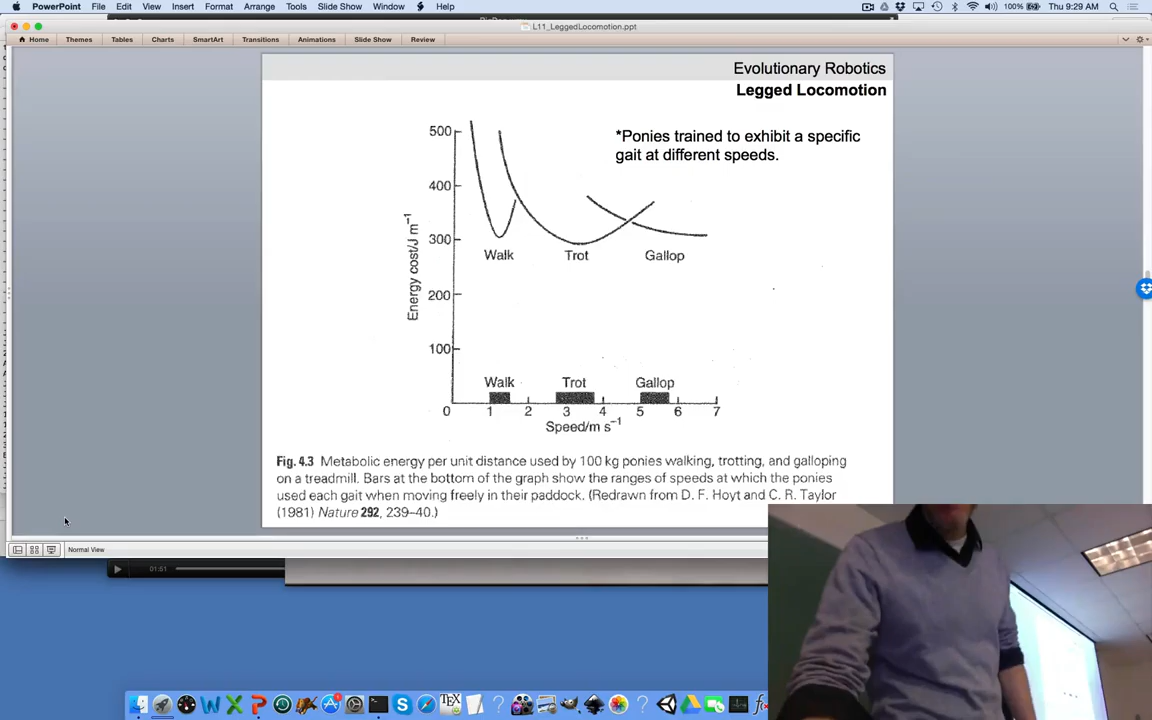 PowerPoint File Edit View Insert Format Arrange Tools Slide Show Window Help 100% Thu 9:29 AM
L11_LeggedLocomotion.ppt
Home Themes Tables Charts SmartArt Transitions Animations Slide Show Review
Evolutionary Robotics
Legged Locomotion
*Ponies trained to exhibit a specific
gait at different speeds.
500
400
300
200
100
0
Energy cost/J m⁻¹
Walk Trot Gallop
Walk Trot Gallop
1 2 3 4 5 6 7
Speed/m s⁻¹
Fig. 4.3 Metabolic energy per unit distance used by 100 kg ponies walking, trotting, and galloping
on a treadmill. Bars at the bottom of the graph show the ranges of speeds at which the ponies
used each gait when moving freely in their paddock. (Redrawn from D. F. Hoyt and C. R. Taylor
(1981) Nature 292, 239–40.)
Normal View
01:51
TEX